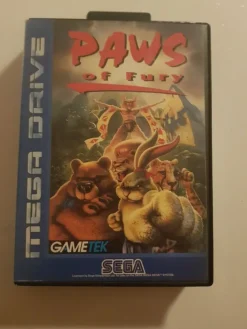 PAWS
of Fury
MEGA DRIVE
GAMETEK
SEGA